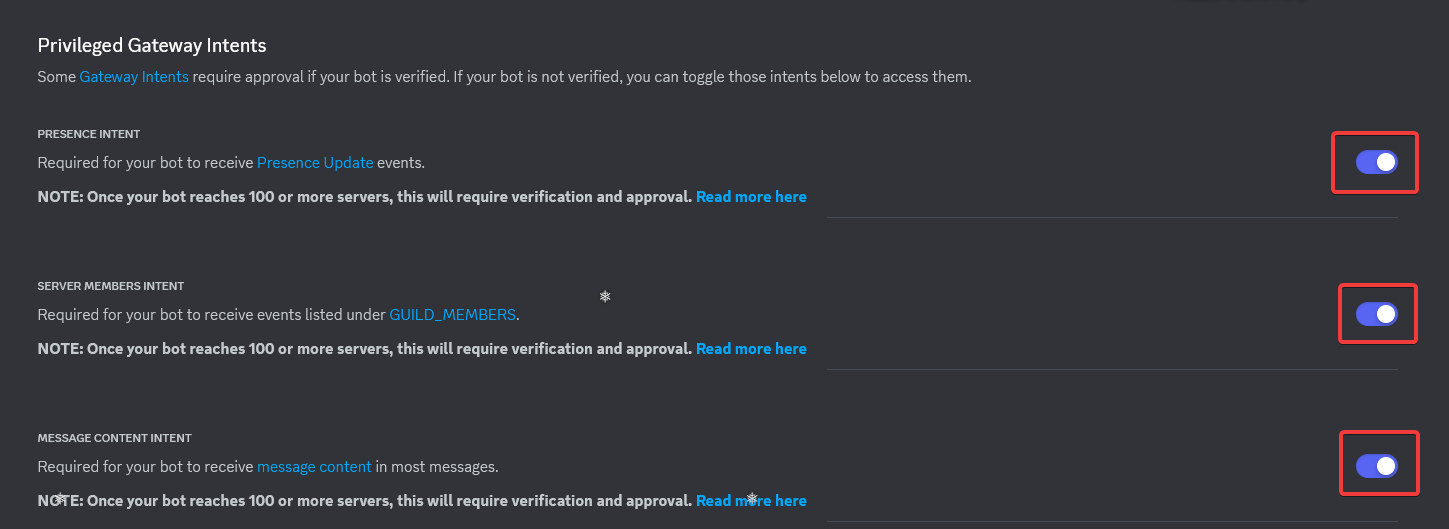 Privileged Gateway Intents
Some Gateway Intents require approval if your bot is verified. If your bot is not verified, you can toggle those intents below to access them.
PRESENCE INTENT
Required for your bot to receive Presence Update events.
NOTE: Once your bot reaches 100 or more servers, this will require verification and approval. Read more here
SERVER MEMBERS INTENT
Required for your bot to receive events listed under GUILD_MEMBERS.
NOTE: Once your bot reaches 100 or more servers, this will require verification and approval. Read more here
MESSAGE CONTENT INTENT
Required for your bot to receive message content in most messages.
NOTE: Once your bot reaches 100 or more servers, this will require verification and approval. Read more here